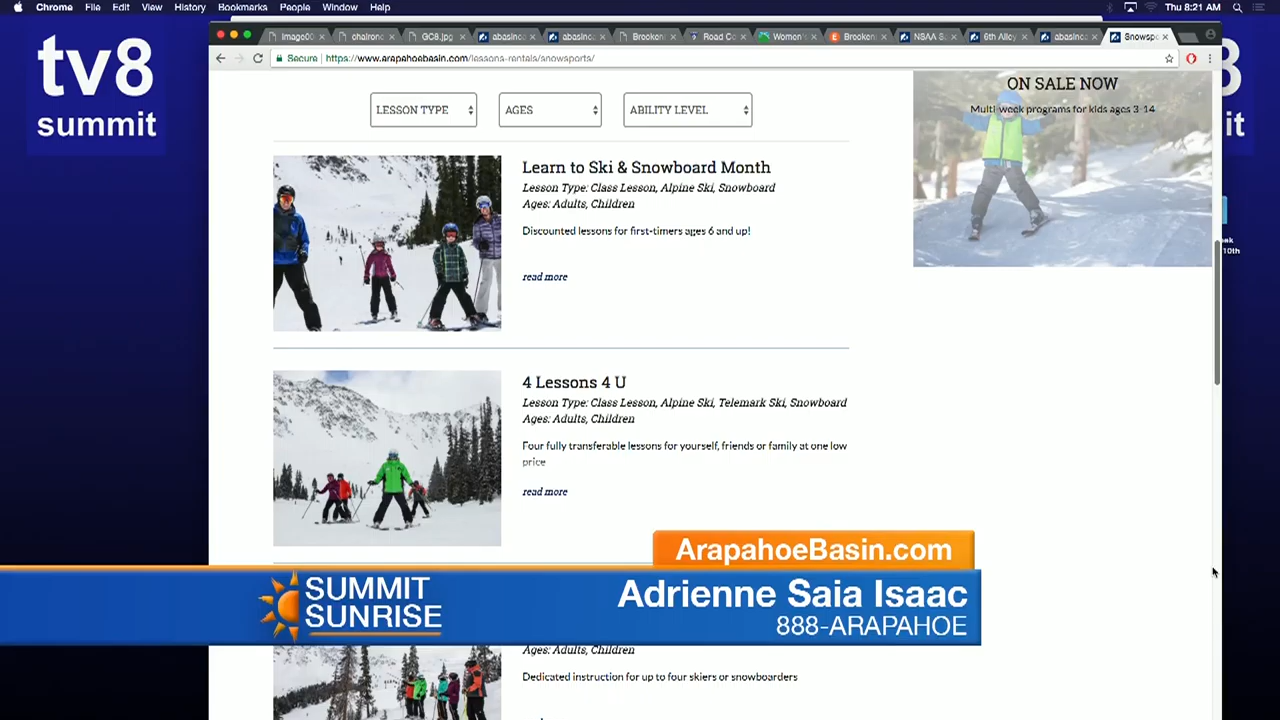 Chrome File Edit View History Bookmarks People Window Help
Thu 8:21 AM
tv8
summit
GC8.jpg
Secure https://www.arapahoebasin.com/lessons-rentals/snowsports/
LESSON TYPE
AGES
ABILITY LEVEL
ON SALE NOW
Multi-week programs for kids ages 3-14
Learn to Ski & Snowboard Month
Lesson Type: Class Lesson, Alpine Ski, Snowboard
Ages: Adults, Children
Discounted lessons for first-timers ages 6 and up!
read more
4 Lessons 4 U
Lesson Type: Class Lesson, Alpine Ski, Telemark Ski, Snowboard
Ages: Adults, Children
Four fully transferable lessons for yourself, friends or family at one low
price
read more
ArapahoeBasin.com
SUMMIT
SUNRISE
Adrienne Saia Isaac
888-ARAPAHOE
Ages: Adults, Children
Dedicated instruction for up to four skiers or snowboarders